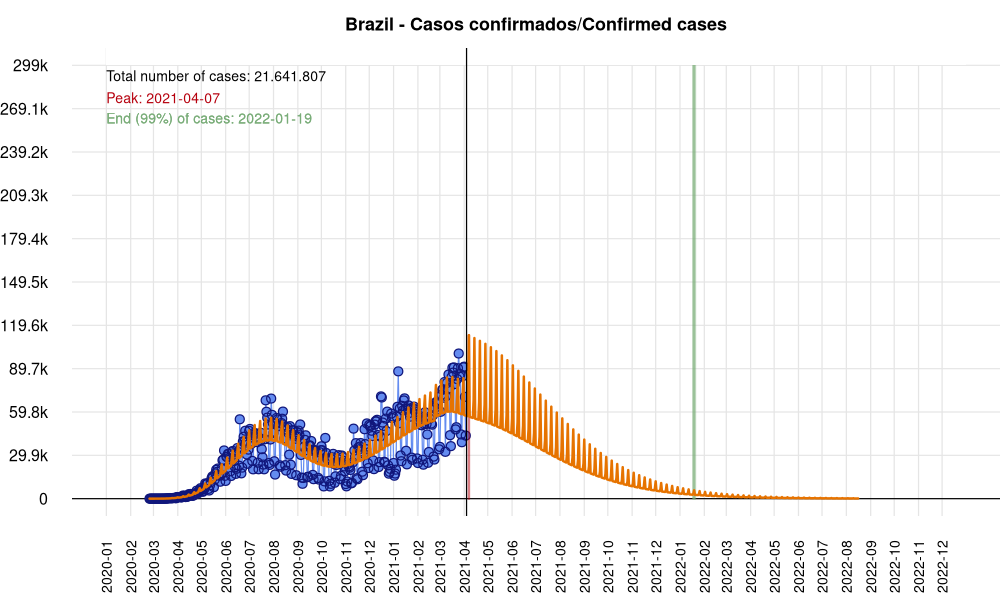 Brazil - Casos confirmados/Confirmed cases
299k
269.1k
239.2k
209.3k
179.4k
149.5k
119.6k
89.7k
59.8k
29.9k
0
Total number of cases: 21.641.807
Peak: 2021-04-07
End (99%) of cases: 2022-01-19
2020-01
2020-02
2020-03
2020-04
2020-05
2020-06
2020-07
2020-08
2020-09
2020-10
2020-11
2020-12
2021-01
2021-02
2021-03
2021-04
2021-05
2021-06
2021-07
2021-08
2021-09
2021-10
2021-11
2021-12
2022-01
2022-02
2022-03
2022-04
2022-05
2022-06
2022-07
2022-08
2022-09
2022-10
2022-11
2022-12